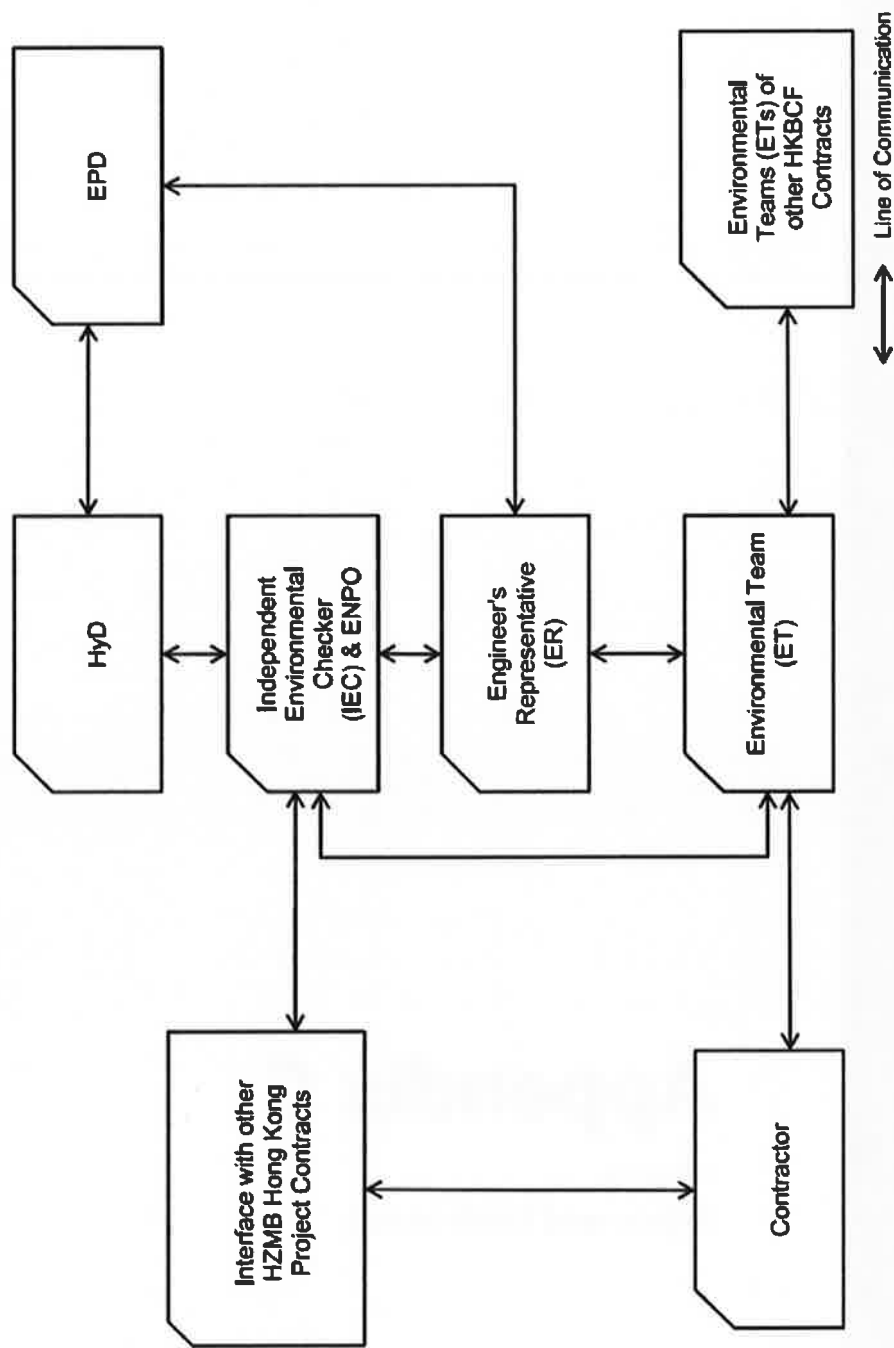 HyD
EPD
Interface with other
HZMB Hong Kong
Project Contracts
Independent
Environmental
Checker
(IEC) & ENPO
Engineer's
Representative
(ER)
Contractor
Environmental Team
(ET)
Environmental
Teams (ETs) of
other HKBCF
Contracts
Line of Communication